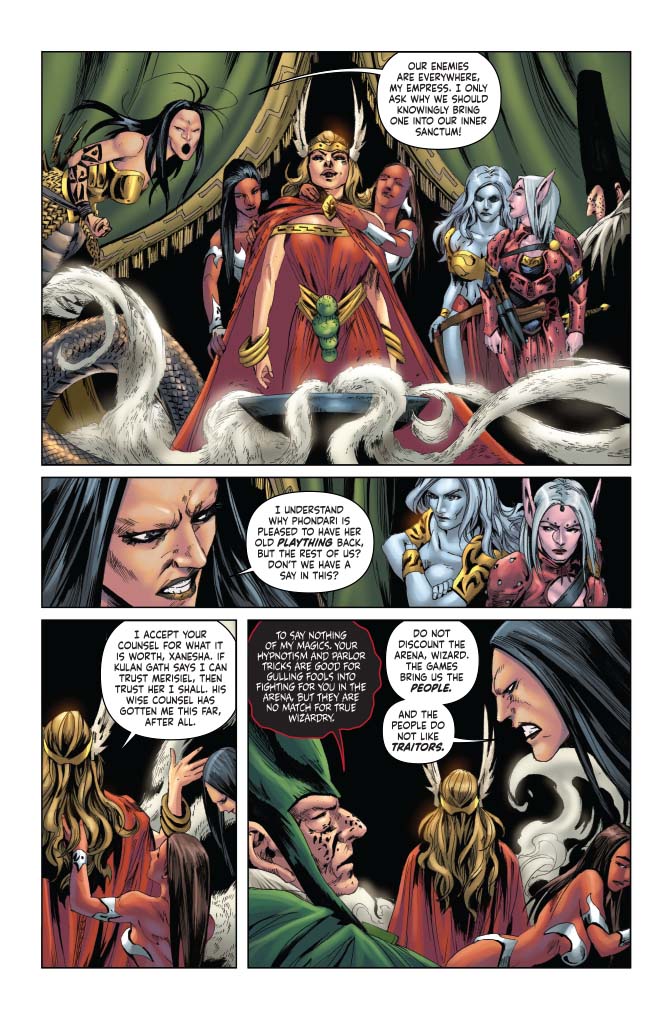 OUR ENEMIES
ARE EVERYWHERE,
MY EMPRESS. I ONLY
ASK WHY WE SHOULD
KNOWINGLY BRING
ONE INTO OUR INNER
SANCTUM!
I UNDERSTAND
WHY PHONDARI IS
PLEASED TO HAVE HER
OLD PLAYTHING BACK,
BUT THE REST OF US?
DON'T WE HAVE A
SAY IN THIS?
I ACCEPT YOUR
COUNSEL FOR WHAT IT
IS WORTH, XANESHA. IF
KULAN GATH SAYS I CAN
TRUST MERISIEL, THEN
TRUST HER I SHALL. HIS
WISE COUNSEL HAS
GOTTEN ME THIS FAR,
AFTER ALL.
TO SAY NOTHING
OF MY MAGICS. YOUR
HYPNOTISM AND PARLOR
TRICKS ARE GOOD FOR
GULLING FOOLS INTO
FIGHTING FOR YOU IN THE
ARENA, BUT THEY ARE
NO MATCH FOR TRUE
WIZARDRY.
DO NOT
DISCOUNT THE
ARENA, WIZARD.
THE GAMES
BRING US THE
PEOPLE.
AND THE
PEOPLE DO
NOT LIKE
TRAITORS.